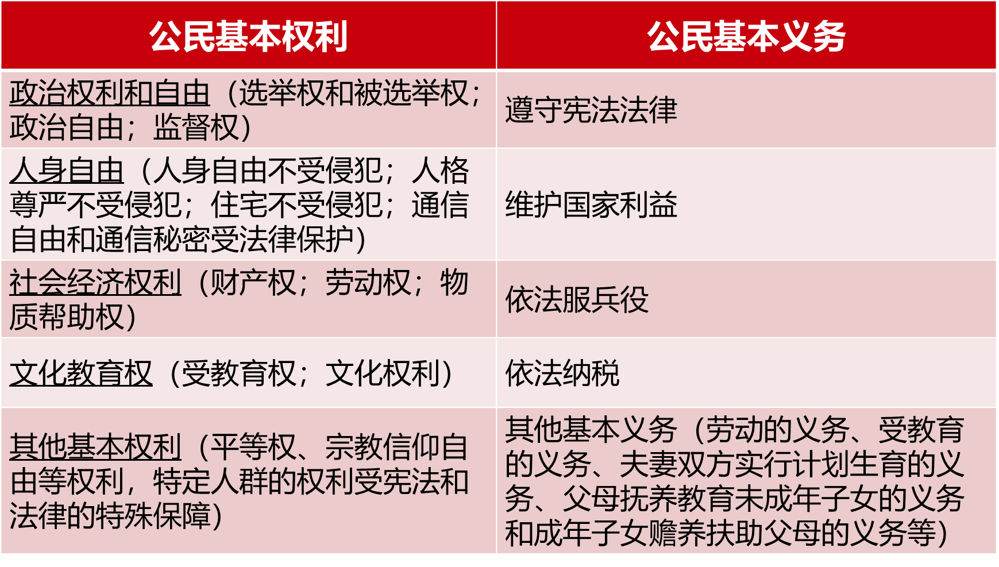 公民基本权利
公民基本义务
政治权利和自由（选举权和被选举权；
政治自由；监督权）
遵守宪法法律
人身自由（人身自由不受侵犯；人格
尊严不受侵犯；住宅不受侵犯；通信
自由和通信秘密受法律保护）
维护国家利益
社会经济权利（财产权；劳动权；物
质帮助权）
依法服兵役
文化教育权（受教育权；文化权利）
依法纳税
其他基本权利（平等权、宗教信仰自
由等权利，特定人群的权利受宪法和
法律的特殊保障）
其他基本义务（劳动的义务、受教育
的义务、夫妻双方实行计划生育的义
务、父母抚养教育未成年子女的义务
和成年子女赡养扶助父母的义务等）